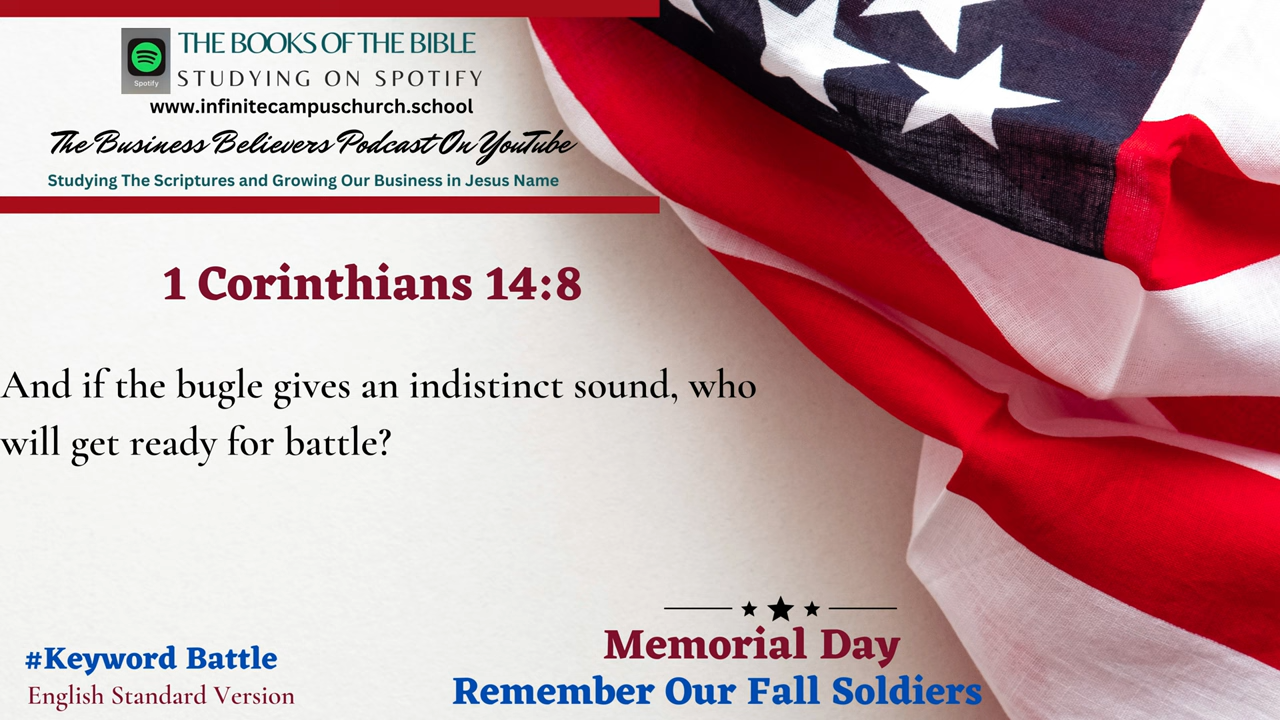 Spotify
THE BOOKS OF THE BIBLE
STUDYING ON SPOTIFY
www.infinitecampuschurch.school
The Business Believers Podcast On YouTube
Studying The Scriptures and Growing Our Business in Jesus Name
1 Corinthians 14:8
And if the bugle gives an indistinct sound, who
will get ready for battle?
#Keyword Battle
English Standard Version
Memorial Day
Remember Our Fall Soldiers